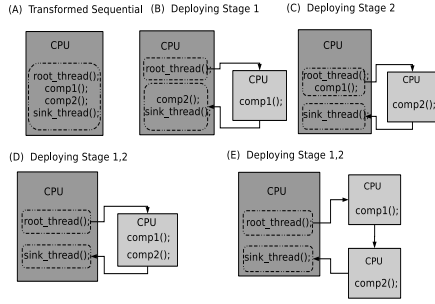 (A) Transformed Sequential
CPU
root_thread();
comp1();
comp2();
sink_thread();
(B) Deploying Stage 1
CPU
root_thread();
comp2();
sink_thread();
CPU
comp1();
(C) Deploying Stage 2
CPU
root_thread();
comp1();
sink_thread();
CPU
comp2();
(D) Deploying Stage 1,2
CPU
root_thread();
sink_thread();
CPU
comp1();
comp2();
(E) Deploying Stage 1,2
CPU
root_thread();
sink_thread();
CPU
comp1();
CPU
comp2();